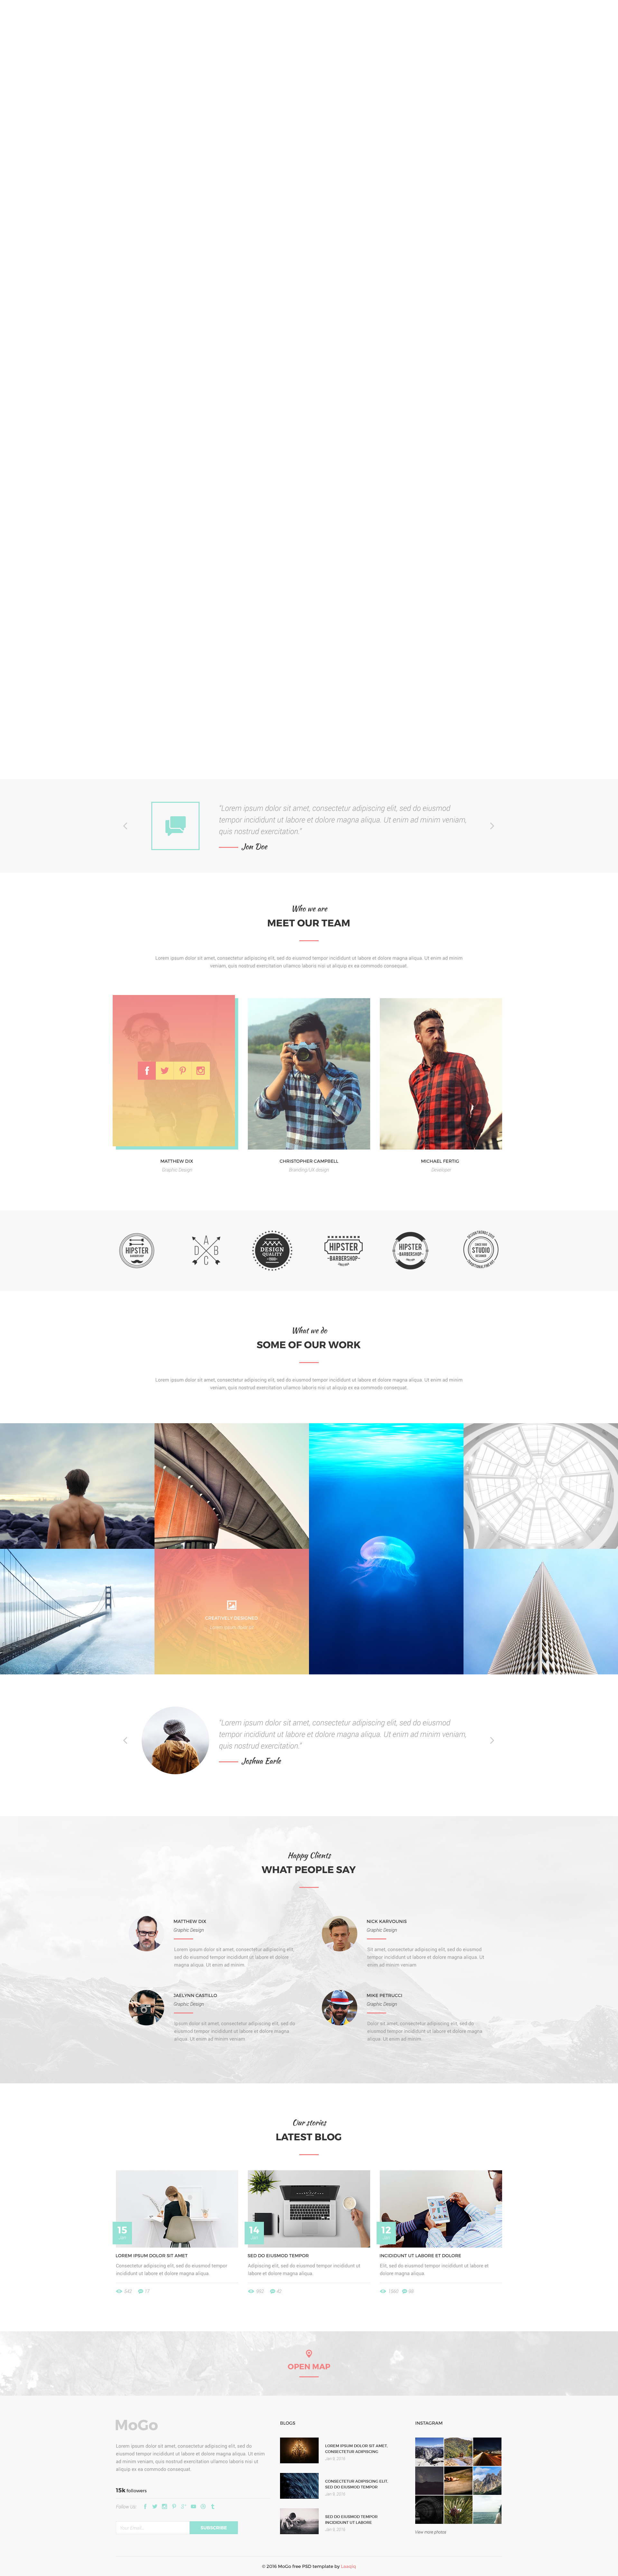 "Lorem ipsum dolor sit amet, consectetur adipiscing elit, sed do eiusmod
tempor incididunt ut labore et dolore magna aliqua. Ut enim ad minim veniam,
quis nostrud exercitation."
Jon Doe
Who we are
MEET OUR TEAM
Lorem ipsum dolor sit amet, consectetur adipiscing elit, sed do eiusmod tempor incididunt ut labore et dolore magna aliqua. Ut enim ad minim
veniam, quis nostrud exercitation ullamco laboris nisi ut aliquip ex ea commodo consequat.
MATTHEW DIX
Graphic Design
CHRISTOPHER CAMPBELL
Branding/UX design
MICHAEL FERTIG
Developer
HIPSTER
A
D B
C
DESIGN
QUALITY
HIPSTER
BARBERSHOP
HIPSTER
BARBERSHOP
STUDIO
What we do
SOME OF OUR WORK
Lorem ipsum dolor sit amet, consectetur adipiscing elit, sed do eiusmod tempor incididunt ut labore et dolore magna aliqua. Ut enim ad minim
veniam, quis nostrud exercitation ullamco laboris nisi ut aliquip ex ea commodo consequat.
CREATIVELY DESIGNED
"Lorem ipsum dolor sit amet, consectetur adipiscing elit, sed do eiusmod
tempor incididunt ut labore et dolore magna aliqua. Ut enim ad minim veniam,
quis nostrud exercitation."
Joshua Earle
Happy Clients
WHAT PEOPLE SAY
MATTHEW DIX
Graphic Design
Lorem ipsum dolor sit amet, consectetur adipiscing elit,
sed do eiusmod tempor incididunt ut labore et dolore
magna aliqua. Ut enim ad minim
NICK KARVOUNIS
Graphic Design
Sit amet, consectetur adipiscing elit, sed do eiusmod
tempor incididunt ut labore et dolore magna aliqua. Ut
enim ad minim veniam
JAELYNN CASTILLO
Graphic Design
Ipsum dolor sit amet, consectetur adipiscing elit, sed do
eiusmod tempor incididunt ut labore et dolore magna
aliqua. Ut enim ad minim veniam
MIKE PETRUCCI
Graphic Design
Dolor sit amet, consectetur adipiscing elit, sed do
eiusmod tempor incididunt ut labore et dolore magna
aliqua. Ut enim ad minim
Our stories
LATEST BLOG
15
Jan
LOREM IPSUM DOLOR SIT AMET
Adipiscing elit, sed do eiusmod tempor
incididunt ut labore et dolore magna aliqua.
542 17
14
Jan
SED DO EIUSMOD TEMPOR
Adipiscing elit, sed do eiusmod tempor incididunt ut
labore et dolore magna aliqua.
992 42
12
Jan
INCIDIDUNT UT LABORE ET DOLORE
Elit, sed do eiusmod tempor incididunt ut labore et
dolore magna aliqua.
OPEN MAP
MoGo
Lorem ipsum dolor sit amet, consectetur adipiscing elit, sed do
eiusmod tempor incididunt ut labore et dolore magna aliqua. Ut
enim ad minim veniam, quis nostrud exercitation ullamco
laboris nisi ut aliquip ex ea commodo consequat.
15k followers
Follow Us:
SUBSCRIBE
BLOGS
LOREM IPSUM DOLOR SIT AMET,
CONSECTETUR ADIPISCING
Jan 9, 2016
CONSECTETUR ADIPISCING ELIT,
SED DO EIUSMOD TEMPOR
Jan 9, 2016
SED DO EIUSMOD TEMPOR
INCIDIDUNT UT LABORE
Jan 9, 2016
INSTAGRAM
View more photos
© 2016 MoGo free PSD template by Laaqiq